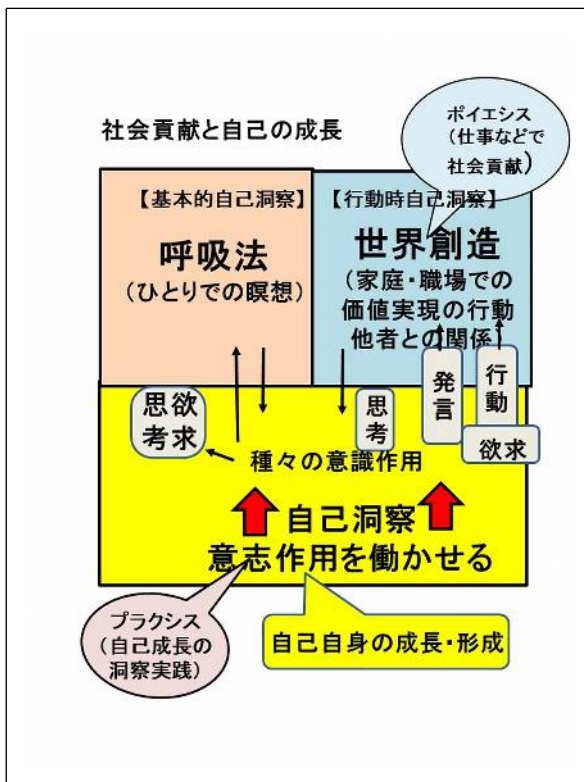 社会貢献と自己の成長
ポイエシス
(仕事などで
社会貢献)
【基本的自己洞察】
呼吸法
(ひとりでの瞑想)
【行動時自己洞察】
世界創造
(家庭・職場での
価値実現の行動
他者との関係)
思欲
考求
思考
発言
行動
欲求
種々の意識作用
自己洞察
意志作用を働かせる
プラクシス
(自己成長の
洞察実践)
自己自身の成長・形成